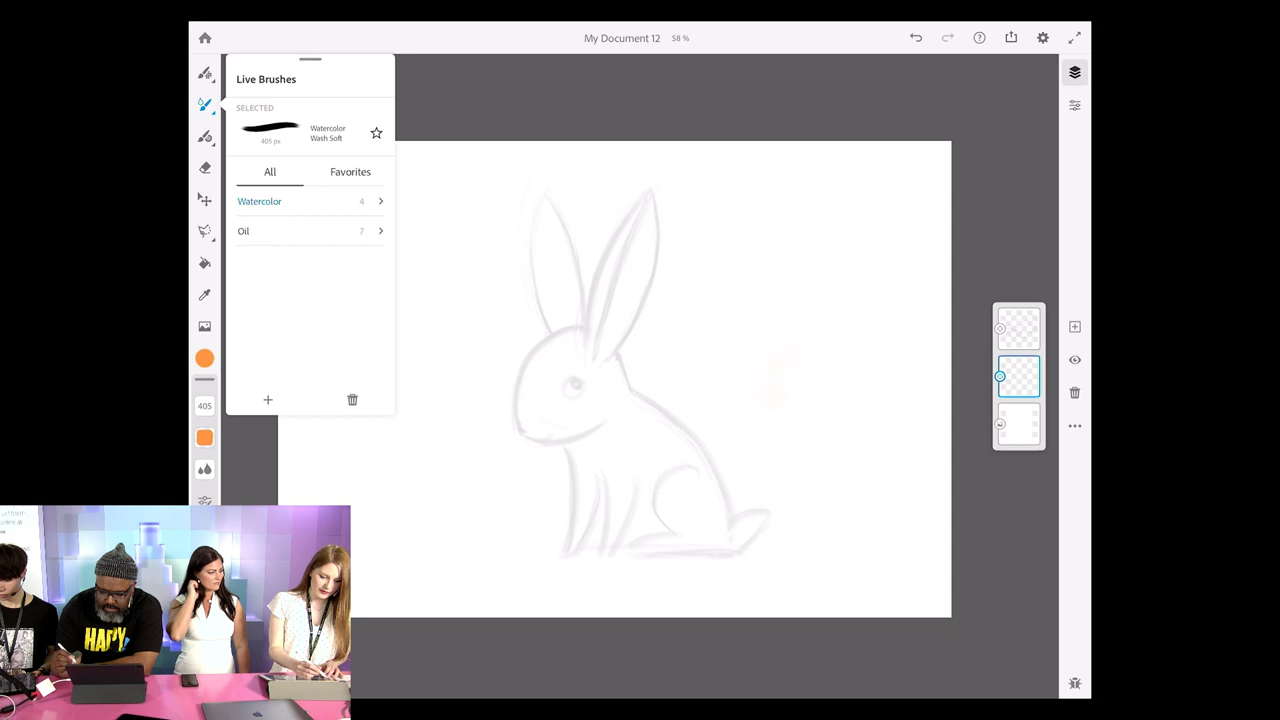 My Document 12 58 %
Live Brushes
SELECTED
Watercolor
Wash Soft
405 px
All Favorites
Watercolor 4
Oil 7
405
HAPPY